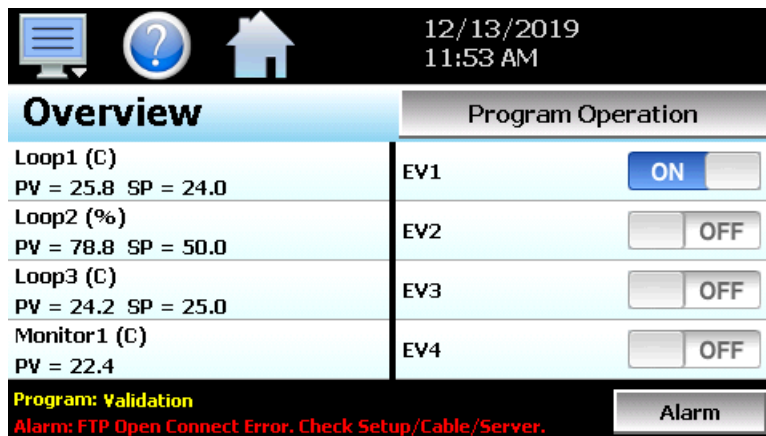 ?
12/13/2019
11:53 AM
Overview
Program Operation
Loop1 (C)
PV = 25.8 SP = 24.0
EV1
ON
Loop2 (%)
PV = 78.8 SP = 50.0
EV2
OFF
Loop3 (C)
PV = 24.2 SP = 25.0
EV3
OFF
Monitor1 (C)
PV = 22.4
EV4
OFF
Program: Validation
Alarm: FTP Open Connect Error. Check Setup/Cable/Server.
Alarm